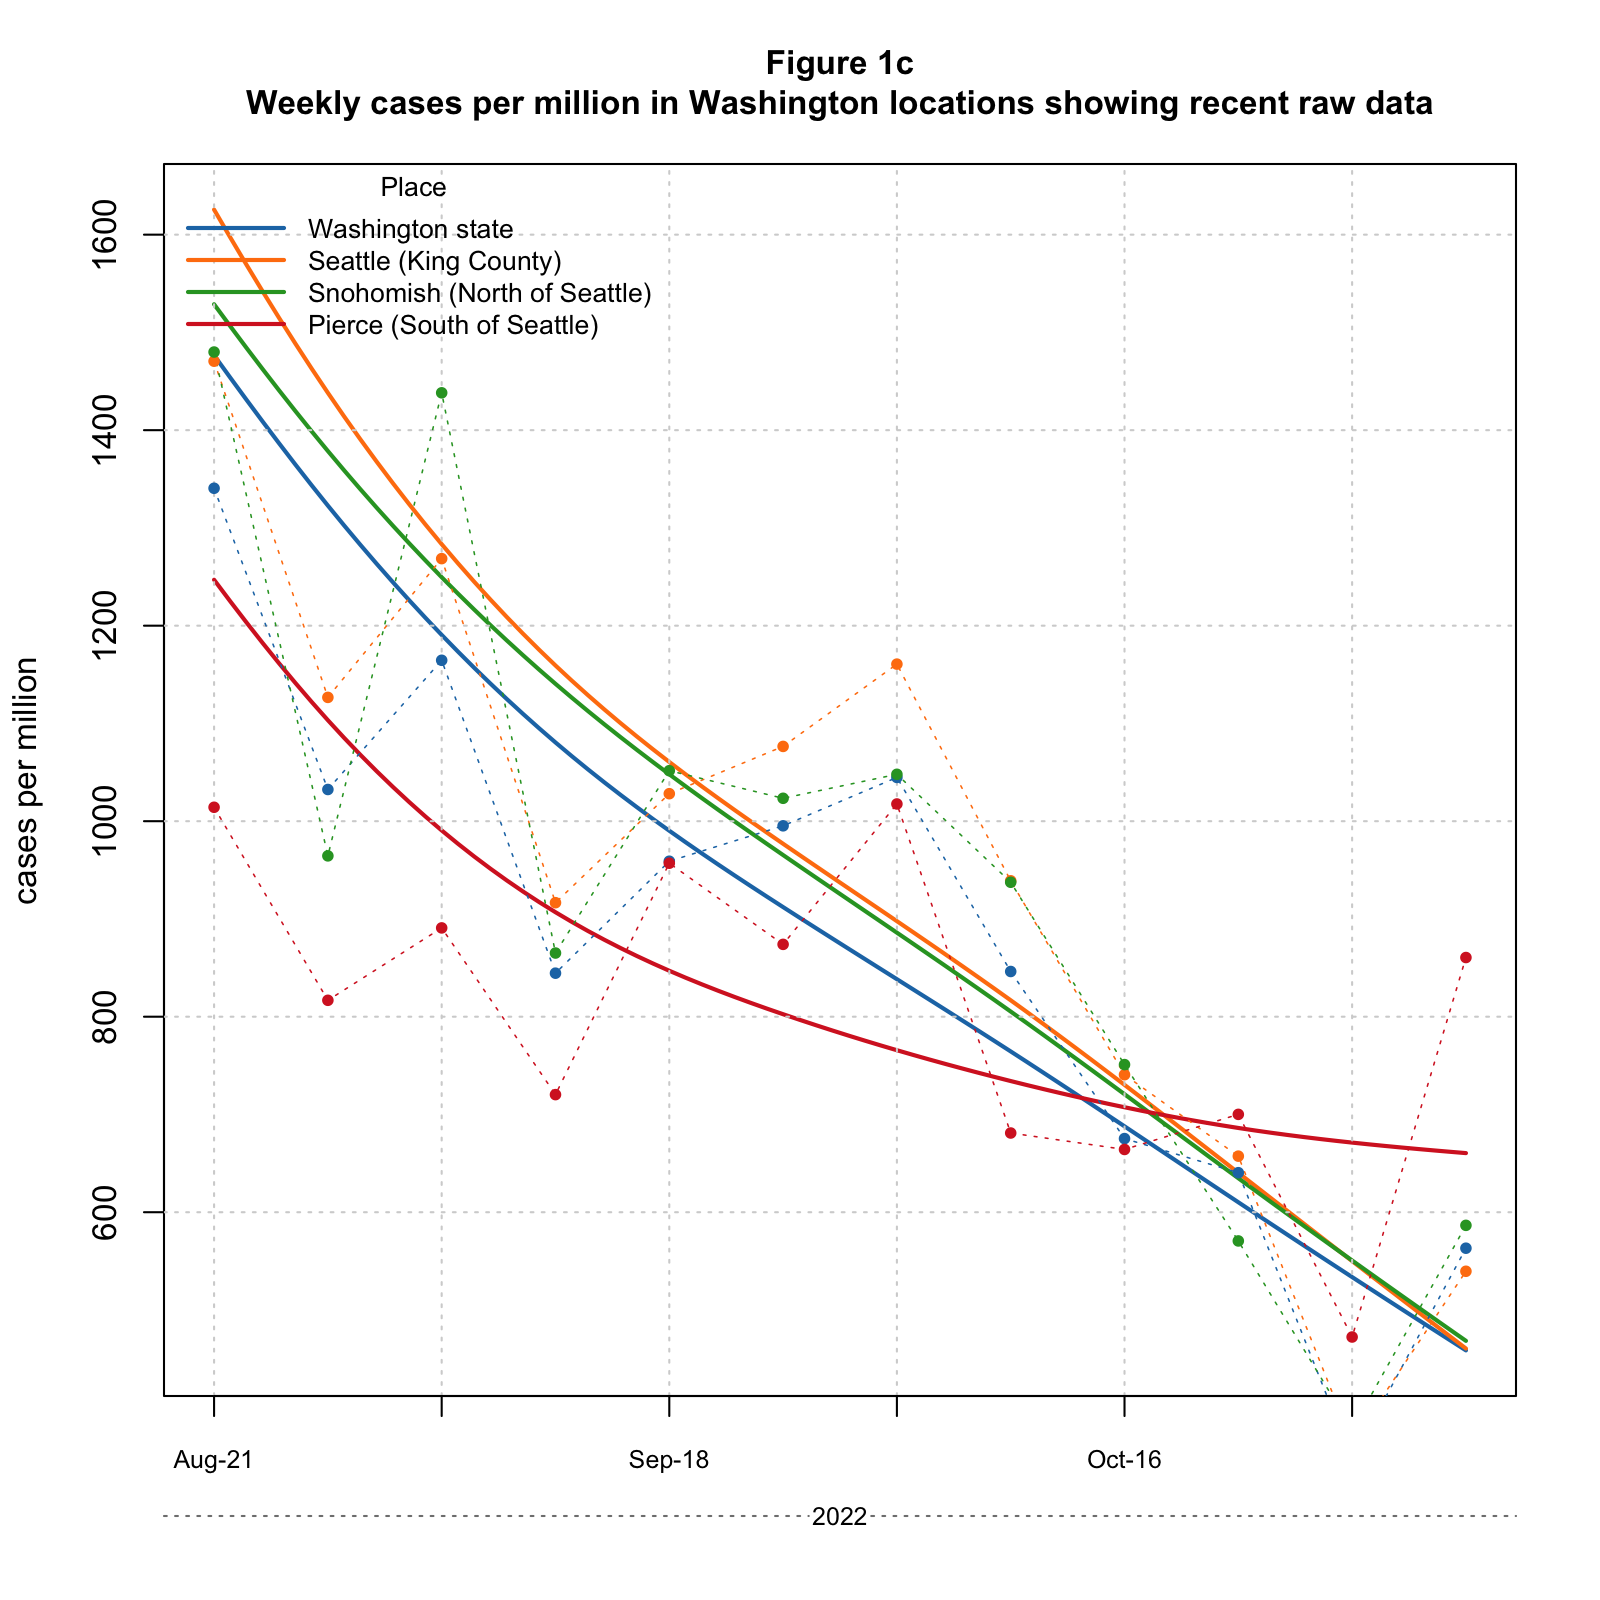 Figure 1c
Weekly cases per million in Washington locations showing recent raw data
Place
Washington state
Seattle (King County)
Snohomish (North of Seattle)
Pierce (South of Seattle)
cases per million
1600
1400
1200
1000
800
600
Aug-21
Sep-18
Oct-16
2022